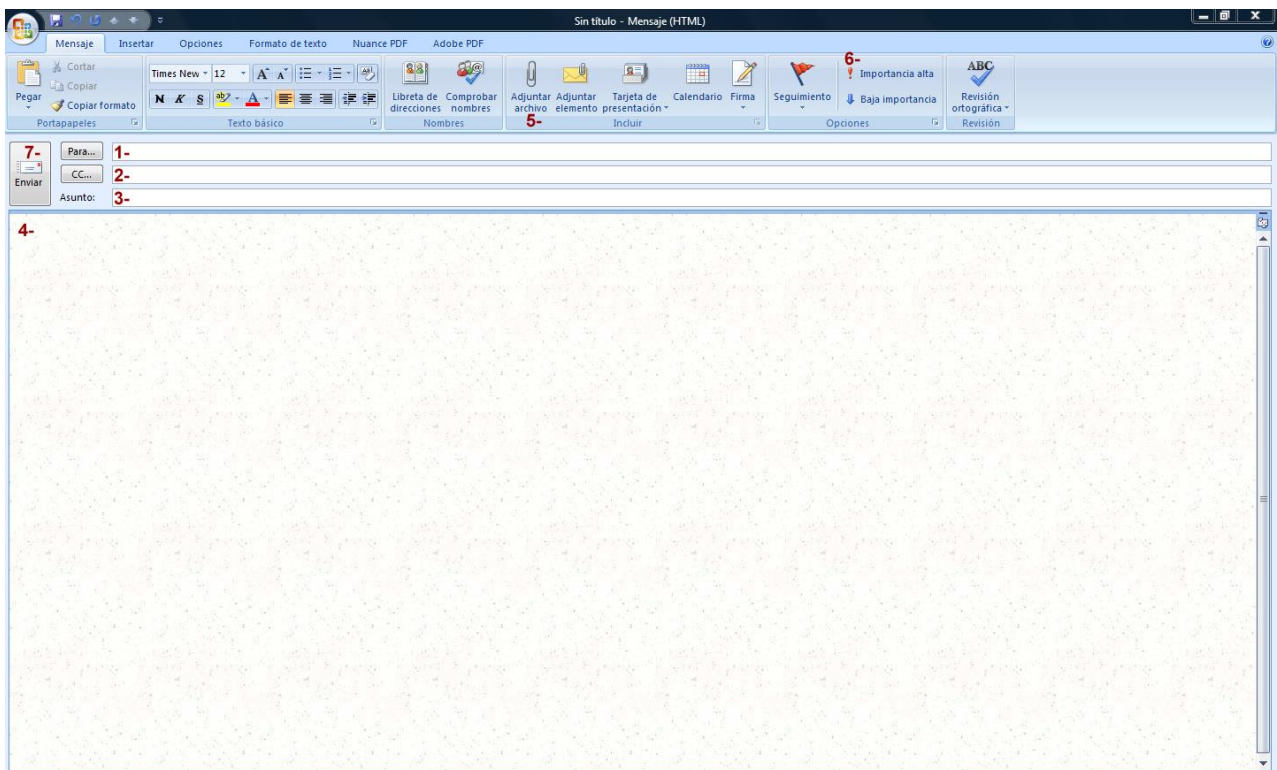 Sin título - Mensaje (HTML)
Mensaje Insertar Opciones Formato de texto Nuance PDF Adobe PDF
Pegar
Cortar
Copiar
Copiar formato
Portapapeles
Times New 12
N K S
Texto básico
Libreta de direcciones
Comprobar nombres
Nombres
Adjuntar archivo
5-
Adjuntar elemento
Tarjeta de presentación
Calendario
Firma
Incluir
Seguimiento
6-
Importancia alta
Baja importancia
Opciones
ABC
Revisión ortográfica
Revisión
7-
Enviar
Para... 1-
CC... 2-
Asunto: 3-
4-